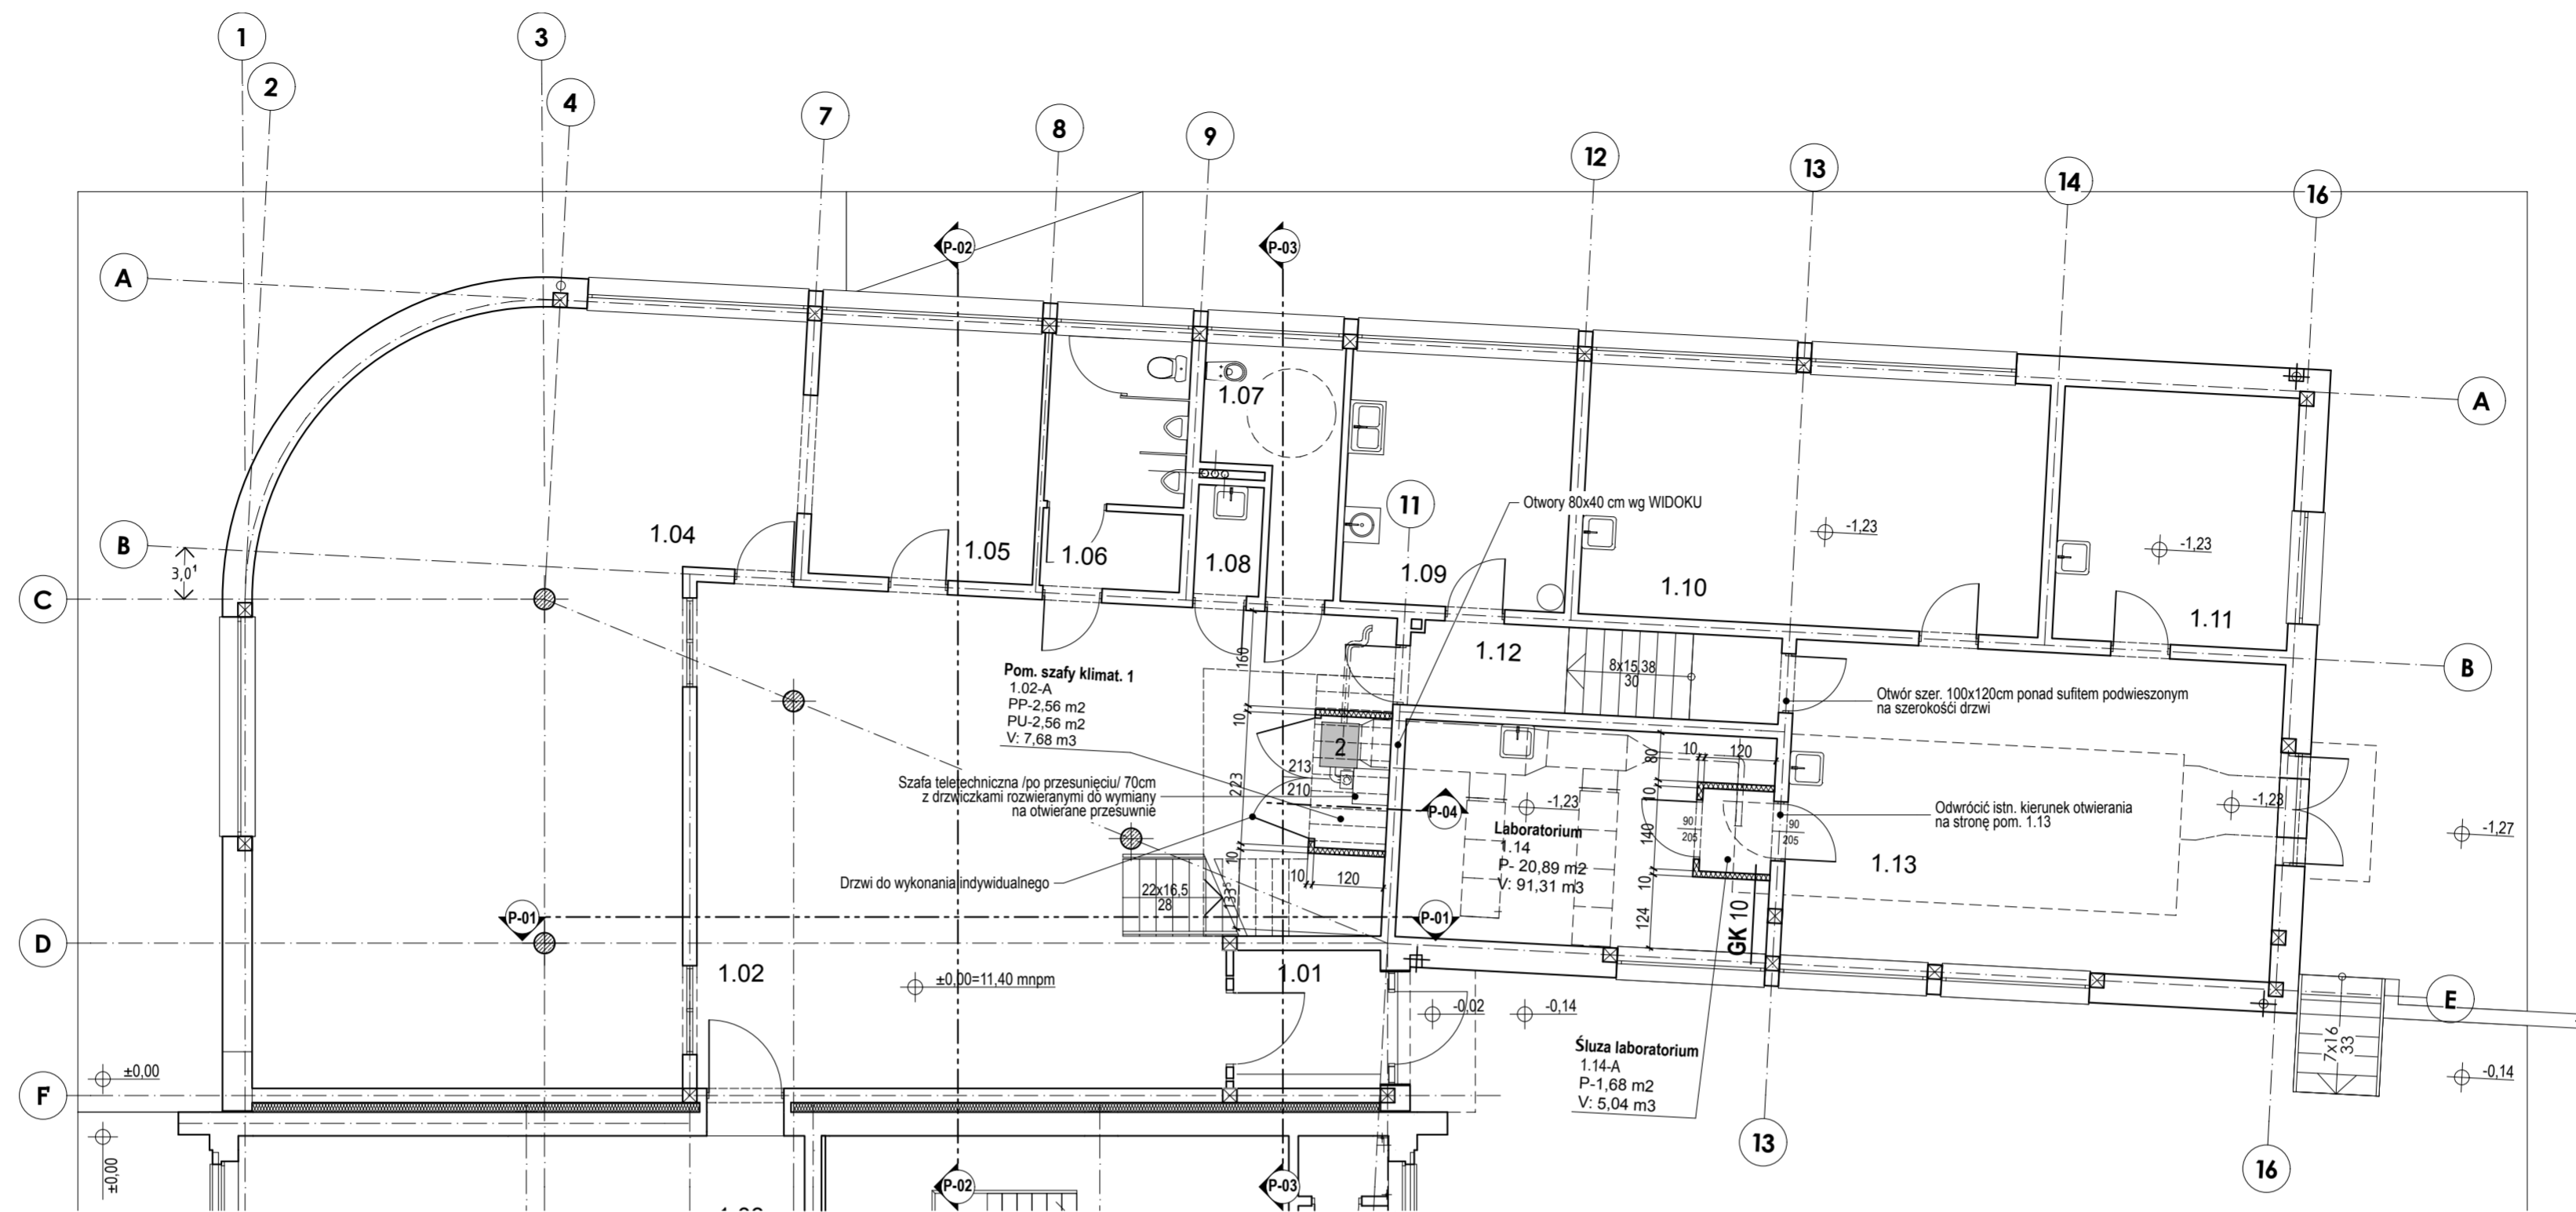 1
3
2
4
7
8
9
12
13
14
16
P-02
P-03
A
A
1.07
11
Otwory 80x40 cm wg WIDOKU
-1,23
-1,23
B
3,0¹
1.04
1.05
1.06
1.08
1.09
1.10
1.11
C
1.12
8x15,38
30
B
160
Pom. szafy klimat. 1
1.02-A
PP-2,56 m2
PU-2,56 m2
V: 7,68 m3
Otwór szer. 100x120cm ponad sufitem podwieszonym
na szerokośći drzwi
10
2
10
120
80
Szafa teletechniczna /po przesunięciu/ 70cm
z drzwiczkami rozwieranymi do wymiany
na otwierane przesuwnie
213
210
223
10
P-04
-1,23
-1,23
Odwrócić istn. kierunek otwierania
na stronę pom. 1.13
90
205
90
205
140
-1,27
Laboratorium
1.14
P- 20,89 m2
V: 91,31 m3
1.13
10
Drzwi do wykonania indywidualnego
10
120
10
22x16,5
28
133⁵
124
GK 10
P-01
P-01
D
1.02
±0,00=11,40 mnpm
1.01
-0,02
-0,14
E
Śluza laboratorium
1.14-A
P-1,68 m2
V: 5,04 m3
7x16
33
-0,14
±0,00
F
±0,00
13
16
P-02
P-03